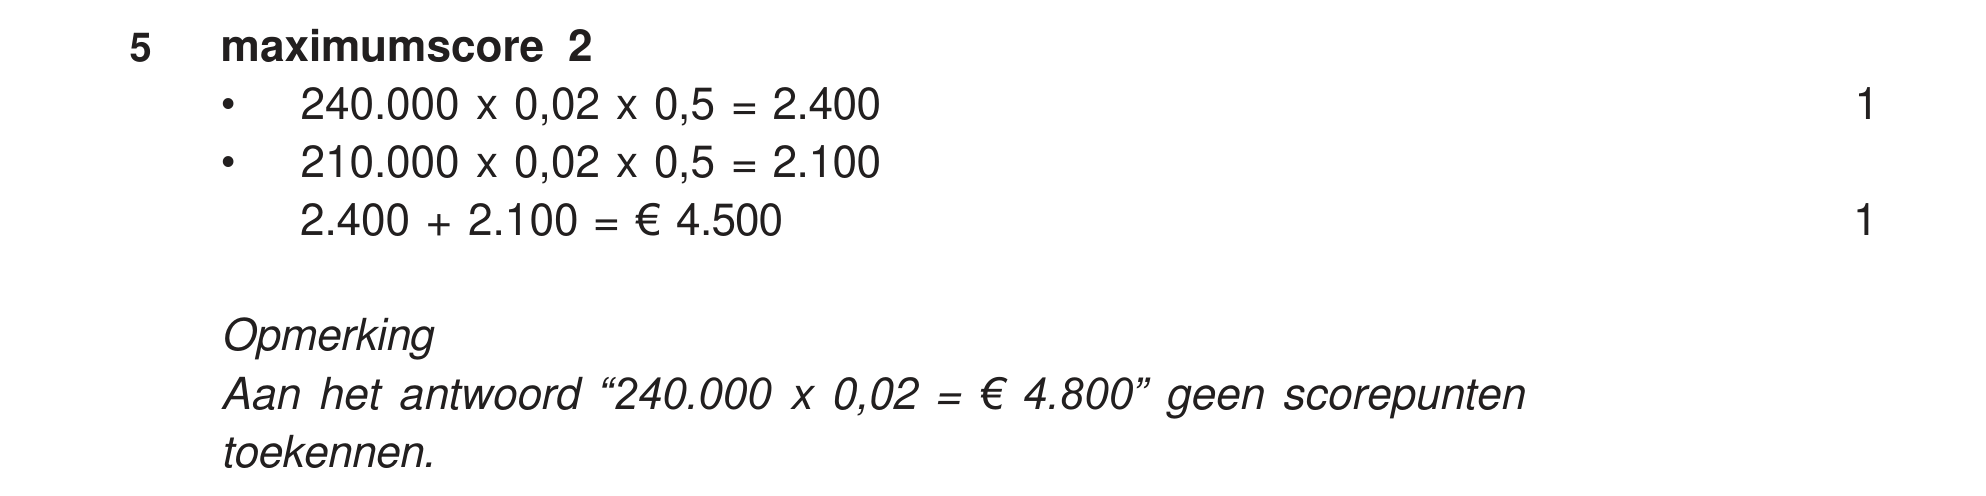 5 maximumscore 2
• 240.000 x 0,02 x 0,5 = 2.400 1
• 210.000 x 0,02 x 0,5 = 2.100
2.400 + 2.100 = € 4.500 1
Opmerking
Aan het antwoord “240.000 x 0,02 = € 4.800” geen scorepunten
toekennen.